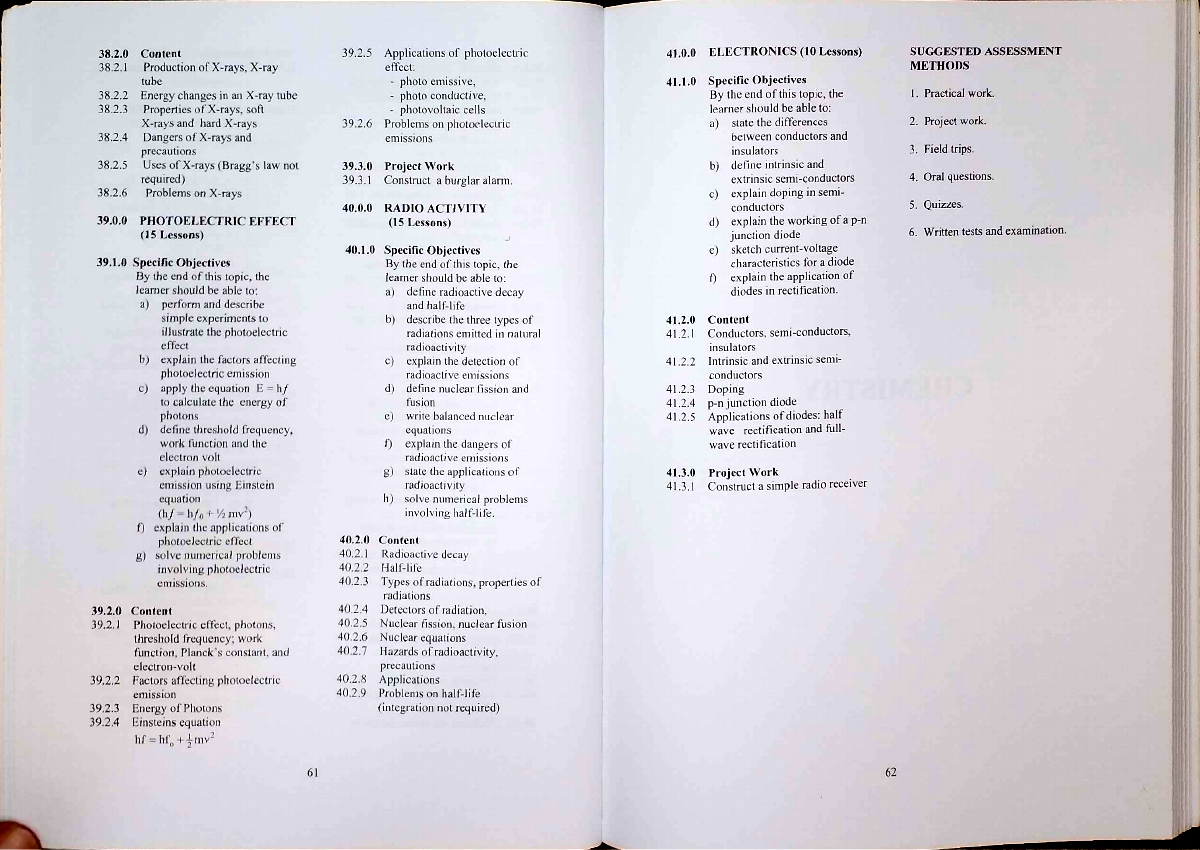 38.2.0 Content
38.2.1 Production of X-rays, X-ray
tube
38.2.2 Energy changes in an X-ray tube
38.2.3 Properties of X-rays, soft
X-rays and hard X-rays
38.2.4 Dangers of X-rays and
precautions
38.2.5 Uses of X-rays (Bragg's law not
required)
38.2.6 Problems on X-rays
39.0.0 PHOTOELECTRIC EFFECT
(15 Lessons)
39.1.0 Specific Objectives
By the end of this topic, the
learner should be able to:
a) perform and describe
simple experiments to
illustrate the photoelectric
effect
b) explain the factors affecting
photoelectric emission
c) apply the equation E = hf
to calculate the energy of
photons
d) define threshold frequency,
work function and the
electron volt
e) explain photoelectric
emission using Einstein
equation
(hf = hf₀ + ½ mv²)
f) explain the applications of
photoelectric effect
g) solve numerical problems
involving photoelectric
emissions.
39.2.0 Content
39.2.1 Photoelectric effect, photons,
threshold frequency; work
function, Planck's constant, and
electron-volt
39.2.2 Factors affecting photoelectric
emission
39.2.3 Energy of Photons
39.2.4 Einsteins equation
hf = hf₀ + ½mv²
39.2.5 Applications of photoelectric
effect:
- photo emissive,
- photo conductive,
- photovoltaic cells
39.2.6 Problems on photoelectric
emissions
39.3.0 Project Work
39.3.1 Construct a burglar alarm.
40.0.0 RADIO ACTIVITY
(15 Lessons)
40.1.0 Specific Objectives
By the end of this topic, the
learner should be able to:
a) define radioactive decay
and half-life
b) describe the three types of
radiations emitted in natural
radioactivity
c) explain the detection of
radioactive emissions
d) define nuclear fission and
fusion
e) write balanced nuclear
equations
f) explain the dangers of
radioactive emissions
g) state the applications of
radioactivity
h) solve numerical problems
involving half-life.
40.2.0 Content
40.2.1 Radioactive decay
40.2.2 Half-life
40.2.3 Types of radiations, properties of
radiations
40.2.4 Detectors of radiation,
40.2.5 Nuclear fission, nuclear fusion
40.2.6 Nuclear equations
40.2.7 Hazards of radioactivity,
precautions
40.2.8 Applications
40.2.9 Problems on half-life
(integration not required)
61
41.0.0 ELECTRONICS (10 Lessons)
41.1.0 Specific Objectives
By the end of this topic, the
learner should be able to:
a) state the differences
between conductors and
insulators
b) define intrinsic and
extrinsic semi-conductors
c) explain doping in semi-
conductors
d) explain the working of a p-n
junction diode
e) sketch current-voltage
characteristics for a diode
f) explain the application of
diodes in rectification.
41.2.0 Content
41.2.1 Conductors, semi-conductors,
insulators
41.2.2 Intrinsic and extrinsic semi-
conductors
41.2.3 Doping
41.2.4 p-n junction diode
41.2.5 Applications of diodes: half
wave rectification and full-
wave rectification
41.3.0 Project Work
41.3.1 Construct a simple radio receiver
SUGGESTED ASSESSMENT
METHODS
1. Practical work.
2. Project work.
3. Field trips.
4. Oral questions.
5. Quizzes.
6. Written tests and examination.
CHEMISTRY
62